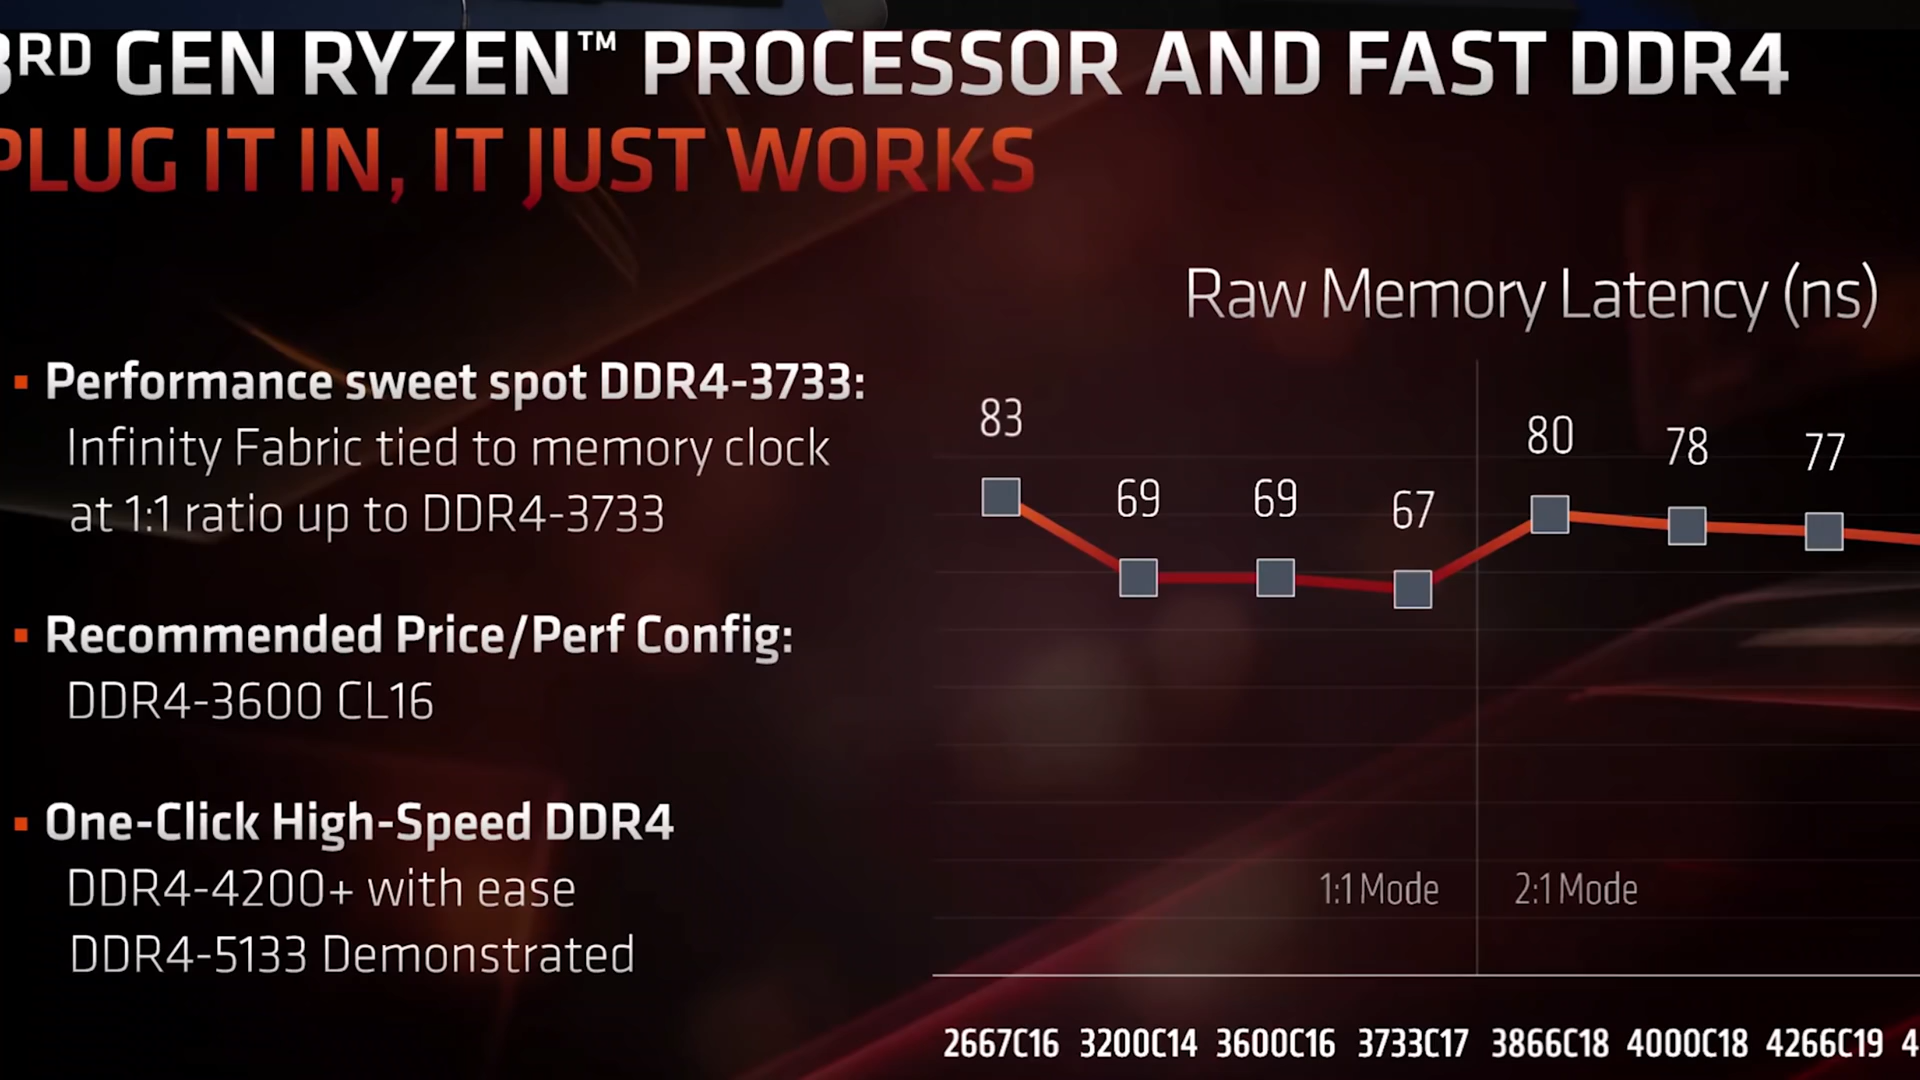 3RD GEN RYZEN™ PROCESSOR AND FAST DDR4
PLUG IT IN, IT JUST WORKS
Raw Memory Latency (ns)
▪ Performance sweet spot DDR4-3733:
Infinity Fabric tied to memory clock
at 1:1 ratio up to DDR4-3733
▪ Recommended Price/Perf Config:
DDR4-3600 CL16
▪ One-Click High-Speed DDR4
DDR4-4200+ with ease
DDR4-5133 Demonstrated
83 69 69 67 80 78 77
1:1 Mode 2:1 Mode
2667C16 3200C14 3600C16 3733C17 3866C18 4000C18 4266C19 4